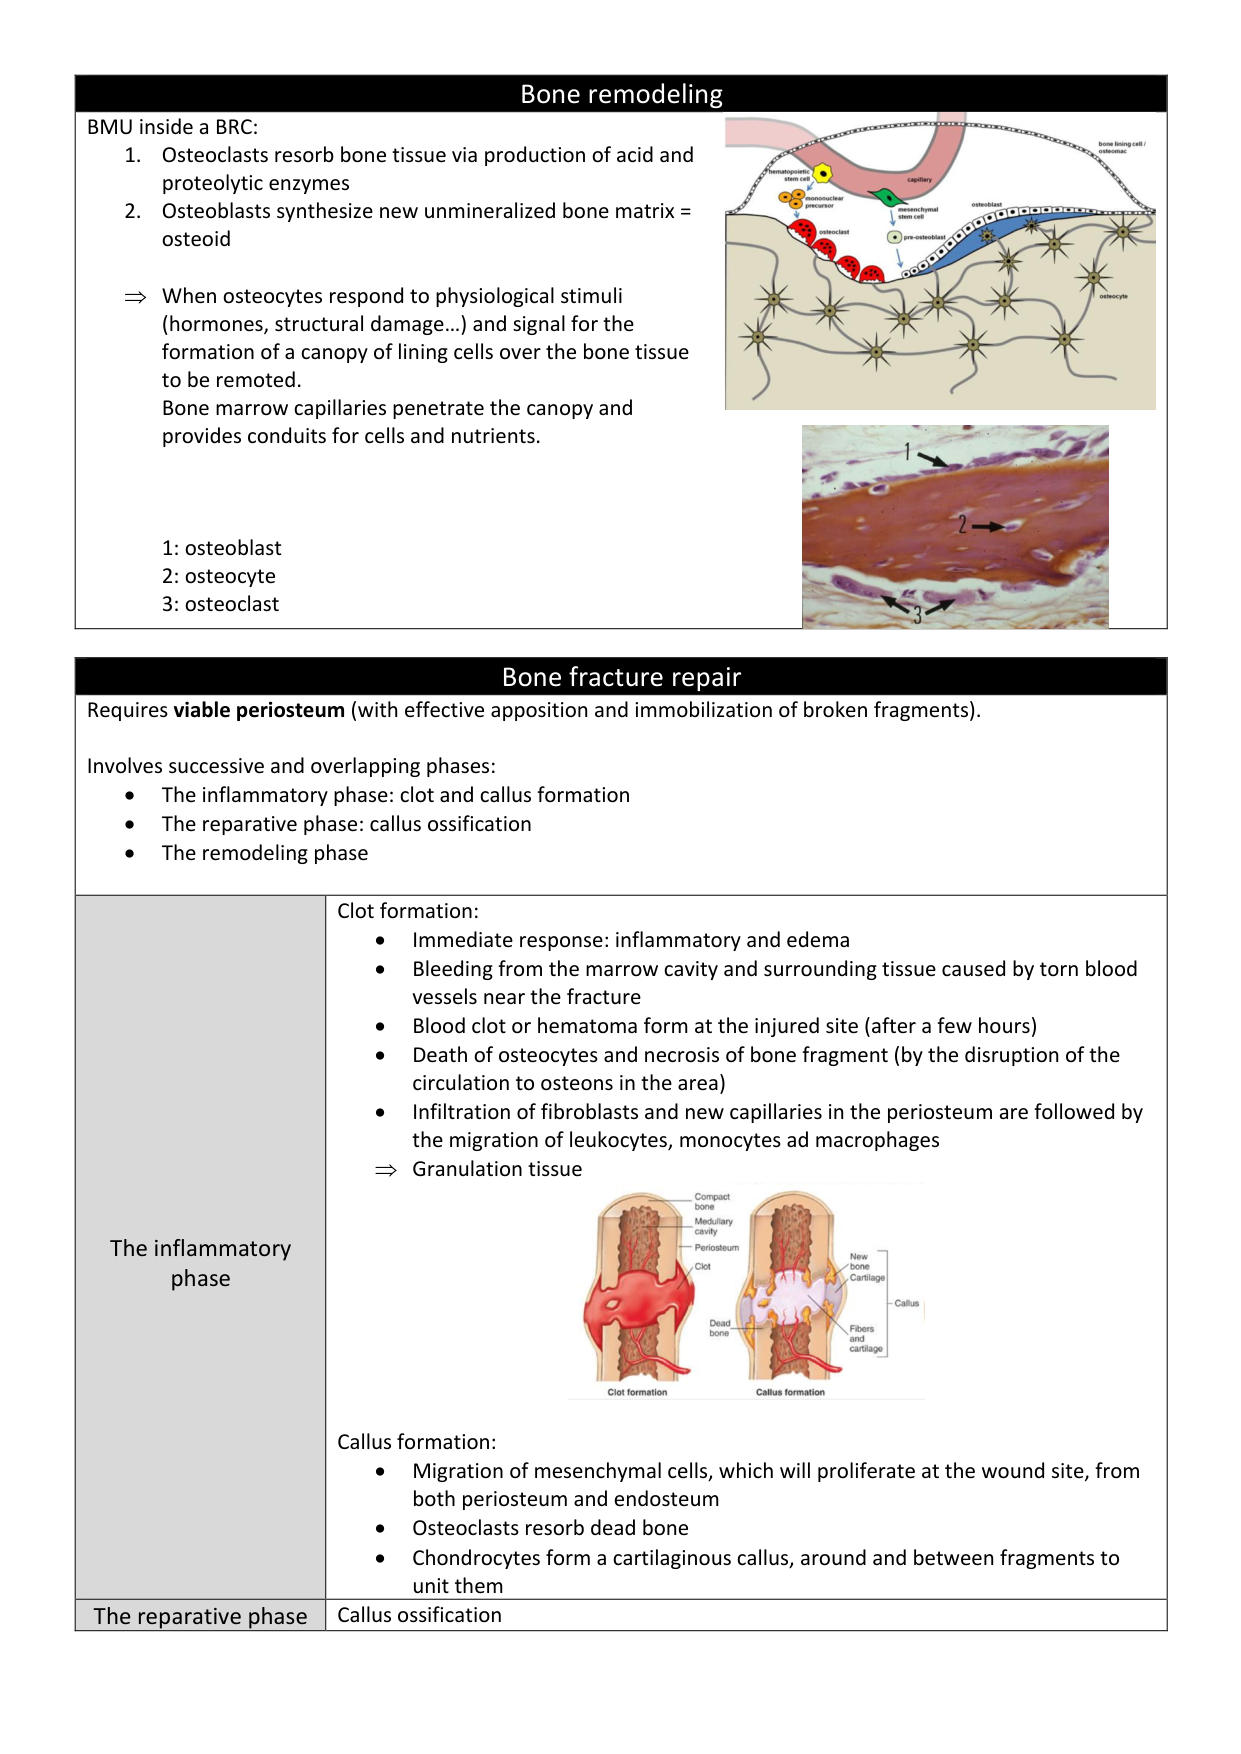 Bone remodeling
BMU inside a BRC:
1. Osteoclasts resorb bone tissue via production of acid and
proteolytic enzymes
2. Osteoblasts synthesize new unmineralized bone matrix =
osteoid
⇒ When osteocytes respond to physiological stimuli
(hormones, structural damage…) and signal for the
formation of a canopy of lining cells over the bone tissue
to be remoted.
Bone marrow capillaries penetrate the canopy and
provides conduits for cells and nutrients.
1: osteoblast
2: osteocyte
3: osteoclast
bone lining cell /
osteomac
hematopoietic
stem cell
capillary
mononuclear
precursor
mesenchymal
stem cell
osteoblast
osteoclast
pre-osteoblast
osteocyte
1
2
3
Bone fracture repair
Requires viable periosteum (with effective apposition and immobilization of broken fragments).
Involves successive and overlapping phases:
• The inflammatory phase: clot and callus formation
• The reparative phase: callus ossification
• The remodeling phase
The inflammatory
phase
Clot formation:
• Immediate response: inflammatory and edema
• Bleeding from the marrow cavity and surrounding tissue caused by torn blood
vessels near the fracture
• Blood clot or hematoma form at the injured site (after a few hours)
• Death of osteocytes and necrosis of bone fragment (by the disruption of the
circulation to osteons in the area)
• Infiltration of fibroblasts and new capillaries in the periosteum are followed by
the migration of leukocytes, monocytes ad macrophages
⇒ Granulation tissue
Compact
bone
Medullary
cavity
Periosteum
Clot
Dead
bone
New
bone
Cartilage
Callus
Fibers
and
cartilage
Clot formation
Callus formation
Callus formation:
• Migration of mesenchymal cells, which will proliferate at the wound site, from
both periosteum and endosteum
• Osteoclasts resorb dead bone
• Chondrocytes form a cartilaginous callus, around and between fragments to
unit them
The reparative phase
Callus ossification